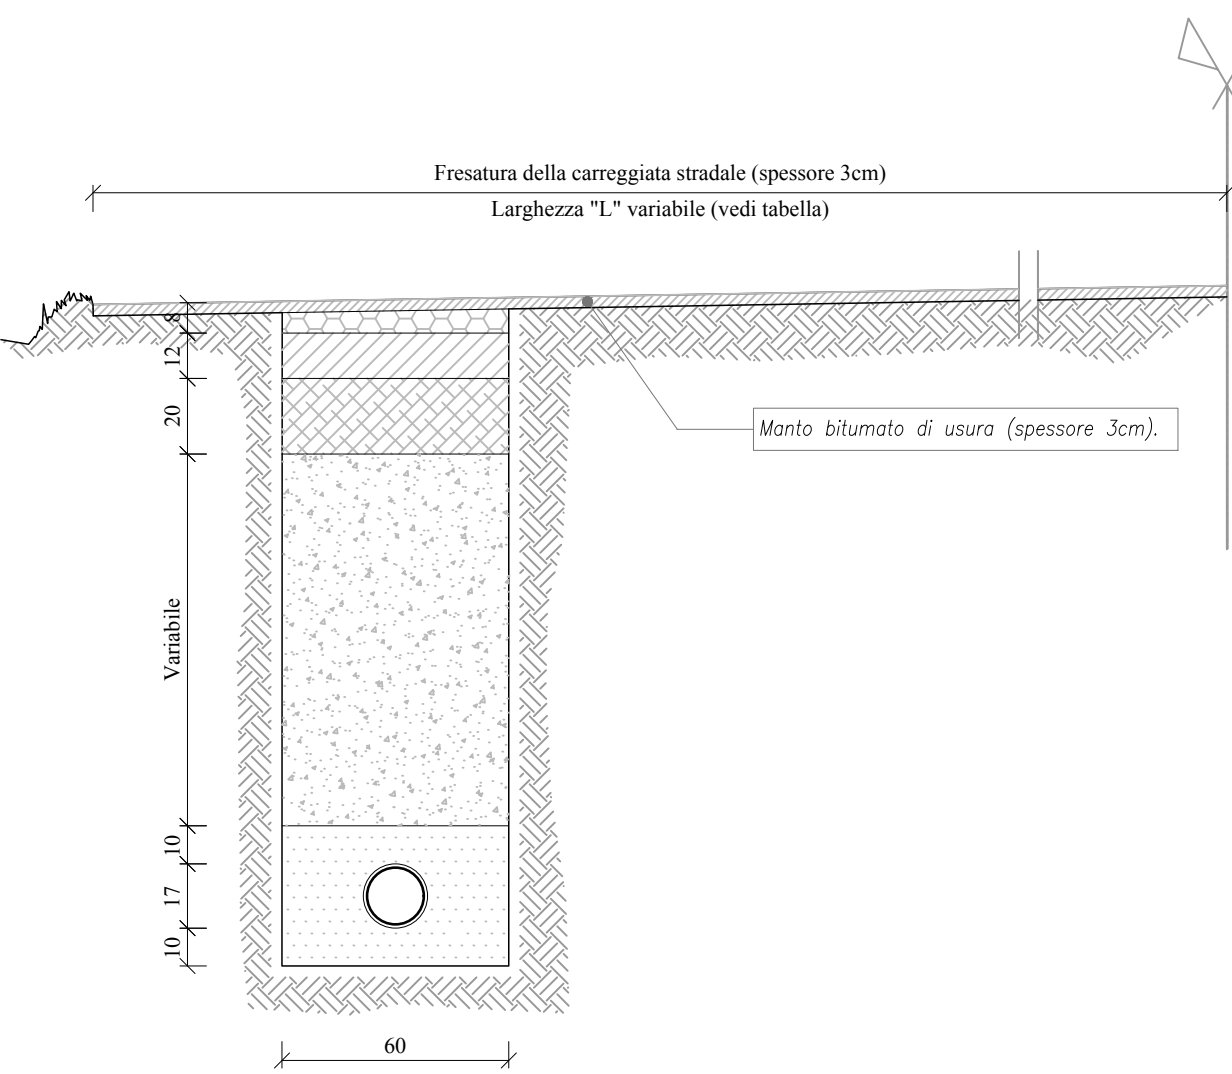 Fresatura della carreggiata stradale (spessore 3cm)
Larghezza "L" variabile (vedi tabella)
8
12
20
Manto bitumato di usura (spessore 3cm).
Variabile
10
17
10
60